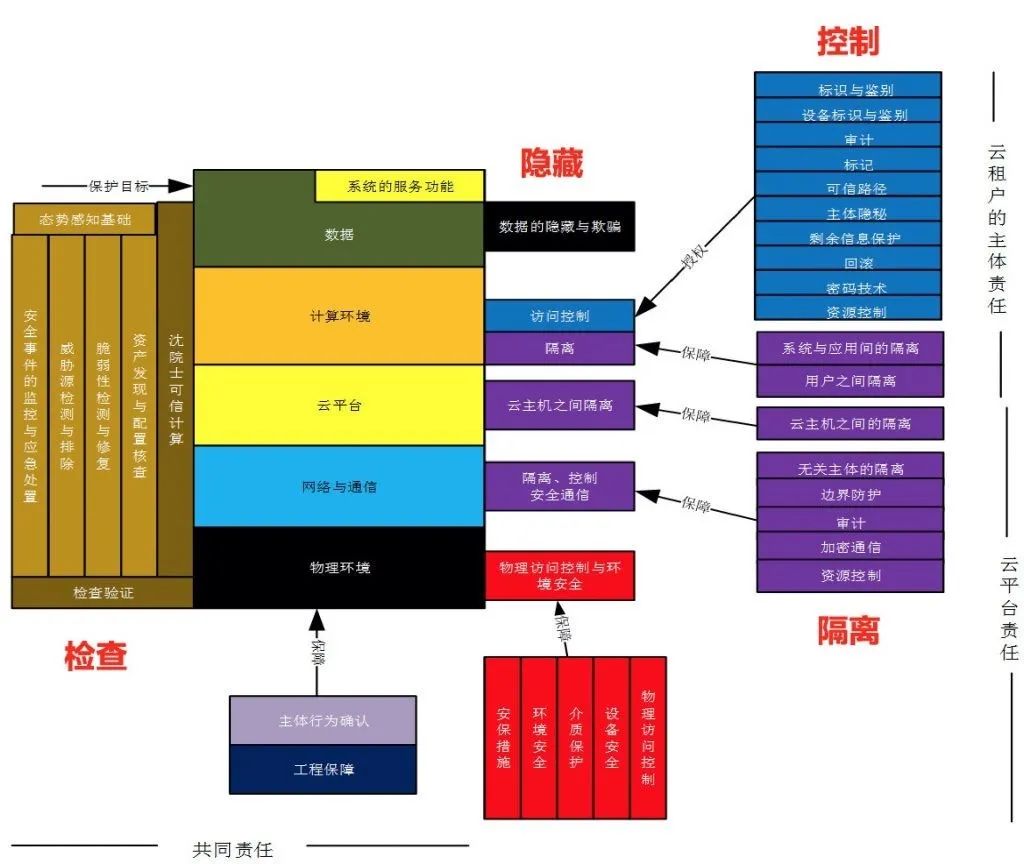 控制
标识与鉴别
设备标识与鉴别
审计
标记
可信路径
主体隐秘
剩余信息保护
回滚
密码技术
资源控制
云租户的主体责任
隐藏
保护目标
系统的服务功能
数据
数据的隐藏与欺骗
授权
态势感知基础
安全事件的监控与应急处置
威胁源检测与排除
脆弱性检测与修复
资产发现与配置核查
沈院士可信计算
检查验证
计算环境
访问控制
隔离
保障
系统与应用间的隔离
用户之间隔离
云平台
云主机之间隔离
保障
云主机之间的隔离
网络与通信
隔离、控制
安全通信
保障
无关主体的隔离
边界防护
审计
加密通信
资源控制
物理环境
物理访问控制与环
境安全
云平台责任
检查
隔离
保障
保障
主体行为确认
工程保障
安保措施
环境安全
介质保护
设备安全
物理访问控制
共同责任